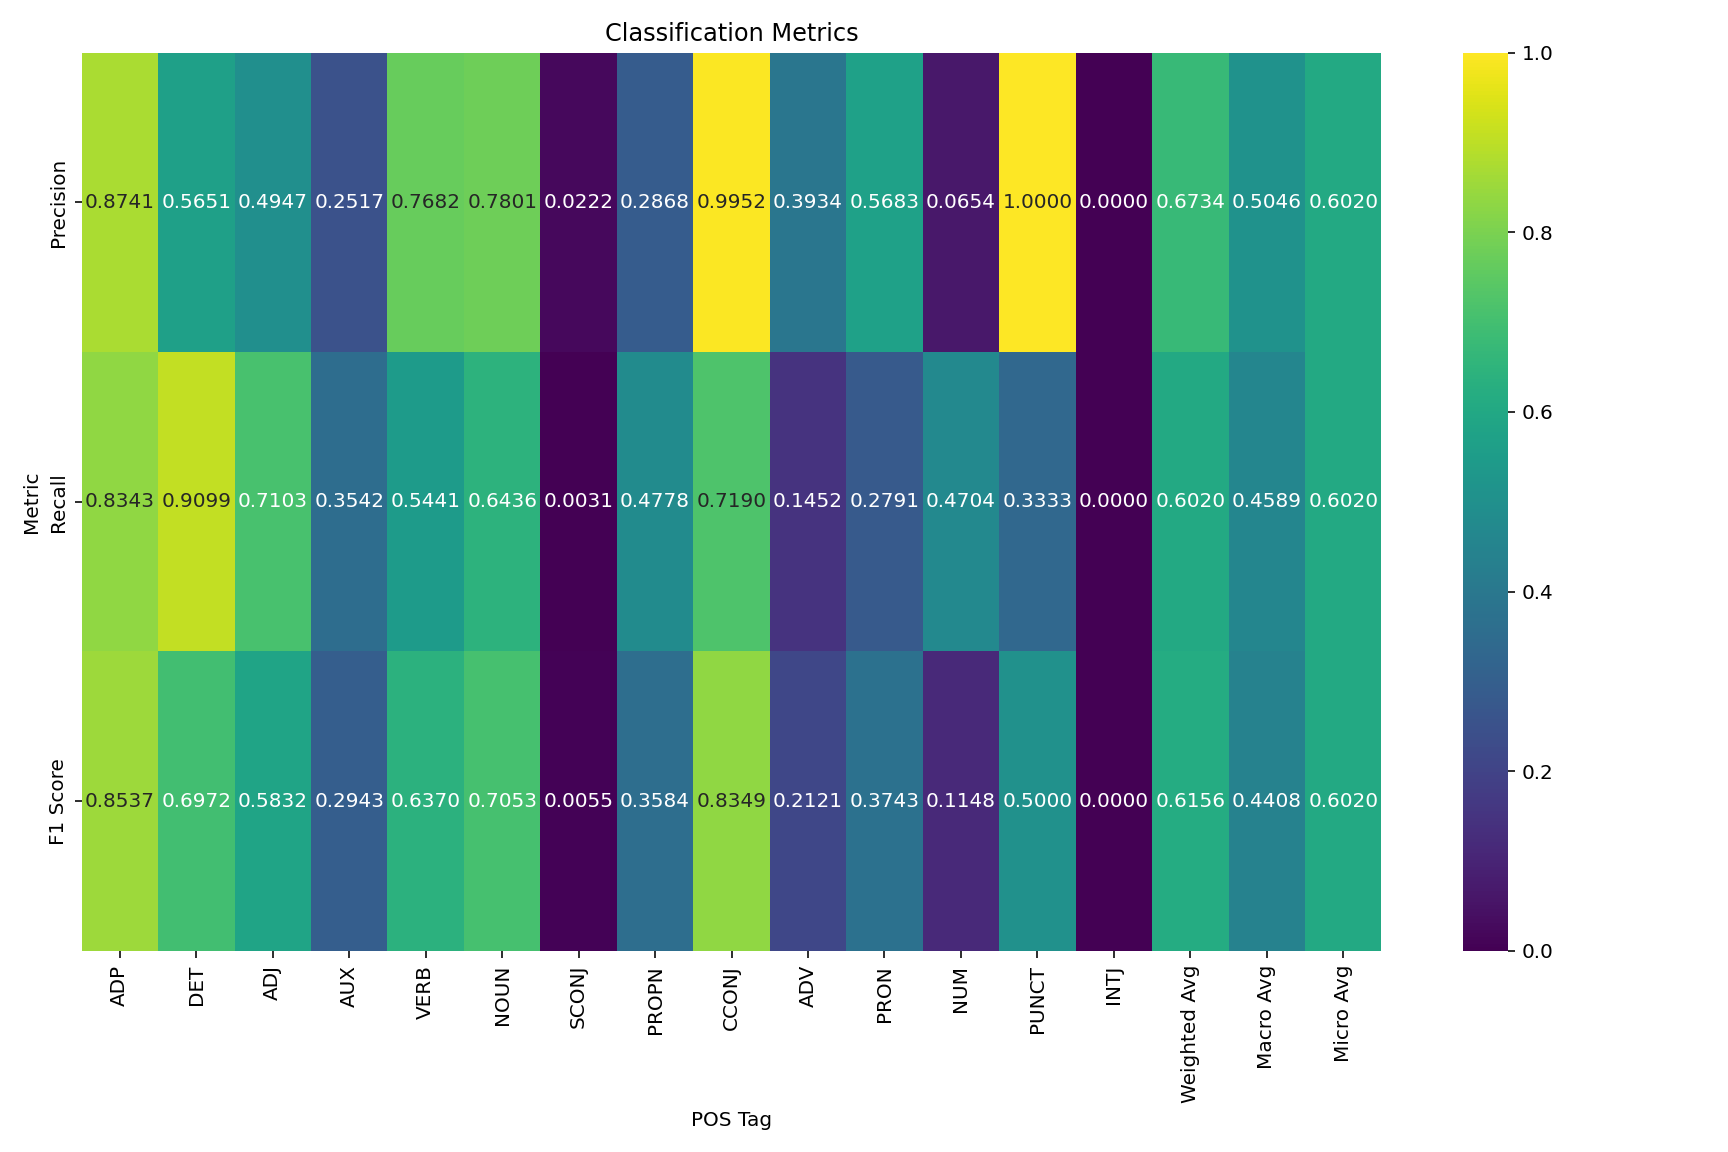 Classification Metrics
Precision
0.8741 0.5651 0.4947 0.2517 0.7682 0.7801 0.0222 0.2868 0.9952 0.3934 0.5683 0.0654 1.0000 0.0000 0.6734 0.5046 0.6020
Metric
Recall
0.8343 0.9099 0.7103 0.3542 0.5441 0.6436 0.0031 0.4778 0.7190 0.1452 0.2791 0.4704 0.3333 0.0000 0.6020 0.4589 0.6020
F1 Score
0.8537 0.6972 0.5832 0.2943 0.6370 0.7053 0.0055 0.3584 0.8349 0.2121 0.3743 0.1148 0.5000 0.0000 0.6156 0.4408 0.6020
ADP
DET
ADJ
AUX
VERB
NOUN
SCONJ
PROPN
CCONJ
ADV
PRON
NUM
PUNCT
INTJ
Weighted Avg
Macro Avg
Micro Avg
POS Tag
1.0
0.8
0.6
0.4
0.2
0.0